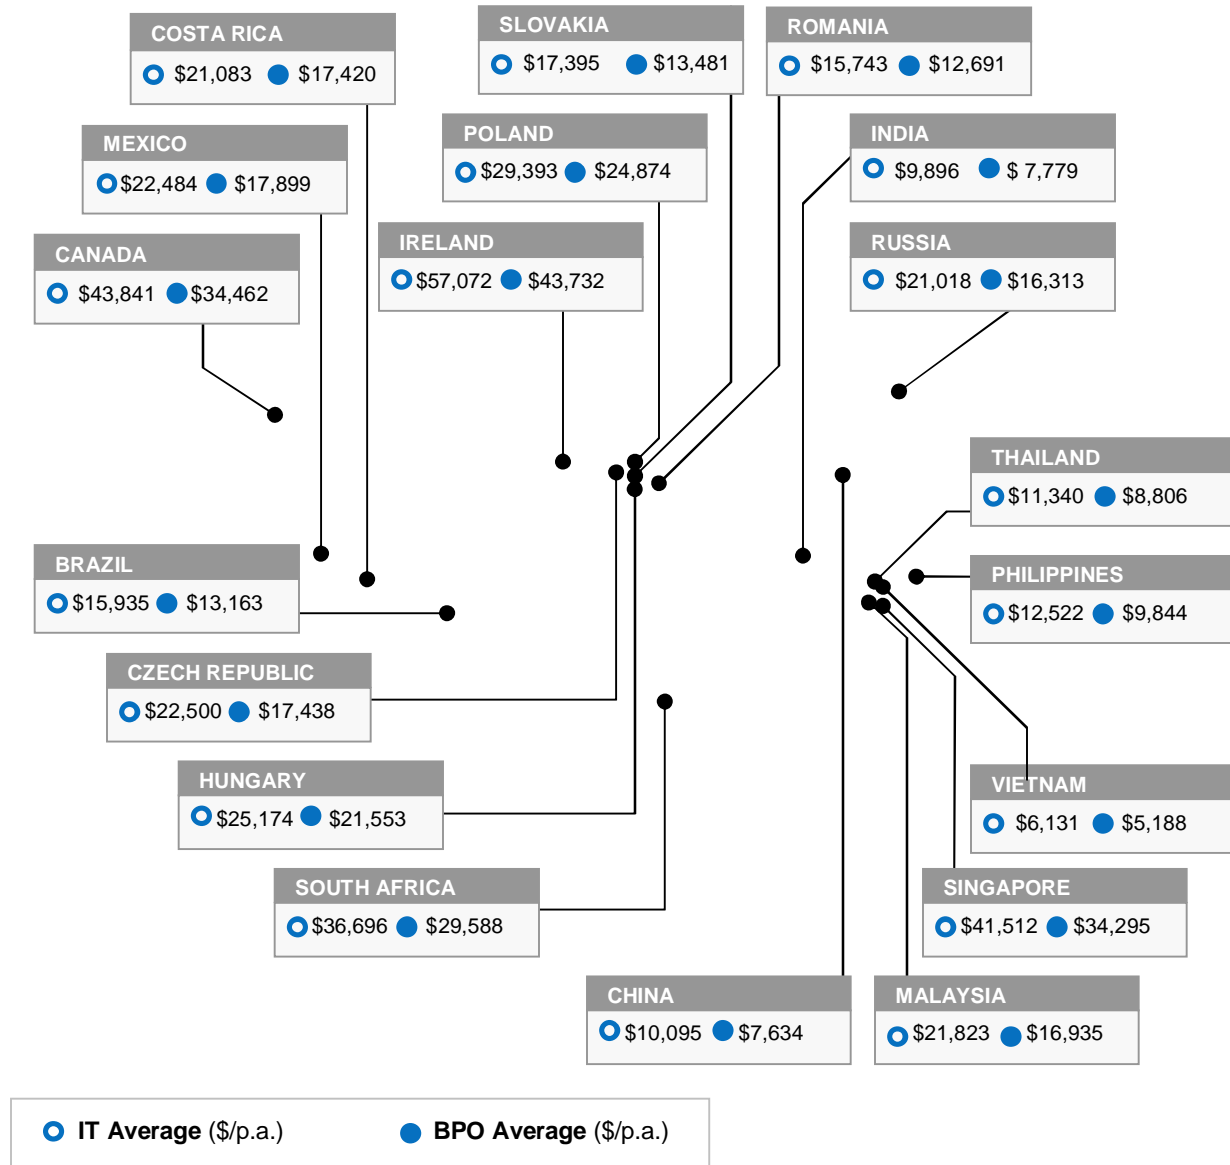 COSTA RICA
$21,083 $17,420
SLOVAKIA
$17,395 $13,481
ROMANIA
$15,743 $12,691
MEXICO
$22,484 $17,899
POLAND
$29,393 $24,874
INDIA
$9,896 $ 7,779
CANADA
$43,841 $34,462
IRELAND
$57,072 $43,732
RUSSIA
$21,018 $16,313
THAILAND
$11,340 $8,806
BRAZIL
$15,935 $13,163
PHILIPPINES
$12,522 $9,844
CZECH REPUBLIC
$22,500 $17,438
HUNGARY
$25,174 $21,553
VIETNAM
$6,131 $5,188
SOUTH AFRICA
$36,696 $29,588
SINGAPORE
$41,512 $34,295
CHINA
$10,095 $7,634
MALAYSIA
$21,823 $16,935
IT Average ($/p.a.) BPO Average ($/p.a.)